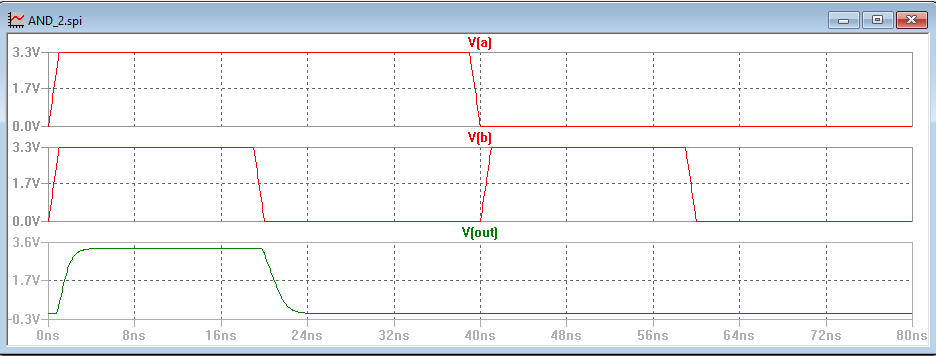 AND_2.spi
V(a)
3.3V
1.7V
0.0V
V(b)
3.3V
1.7V
0.0V
V(out)
3.6V
1.7V
-0.3V
0ns 8ns 16ns 24ns 32ns 40ns 48ns 56ns 64ns 72ns 80ns